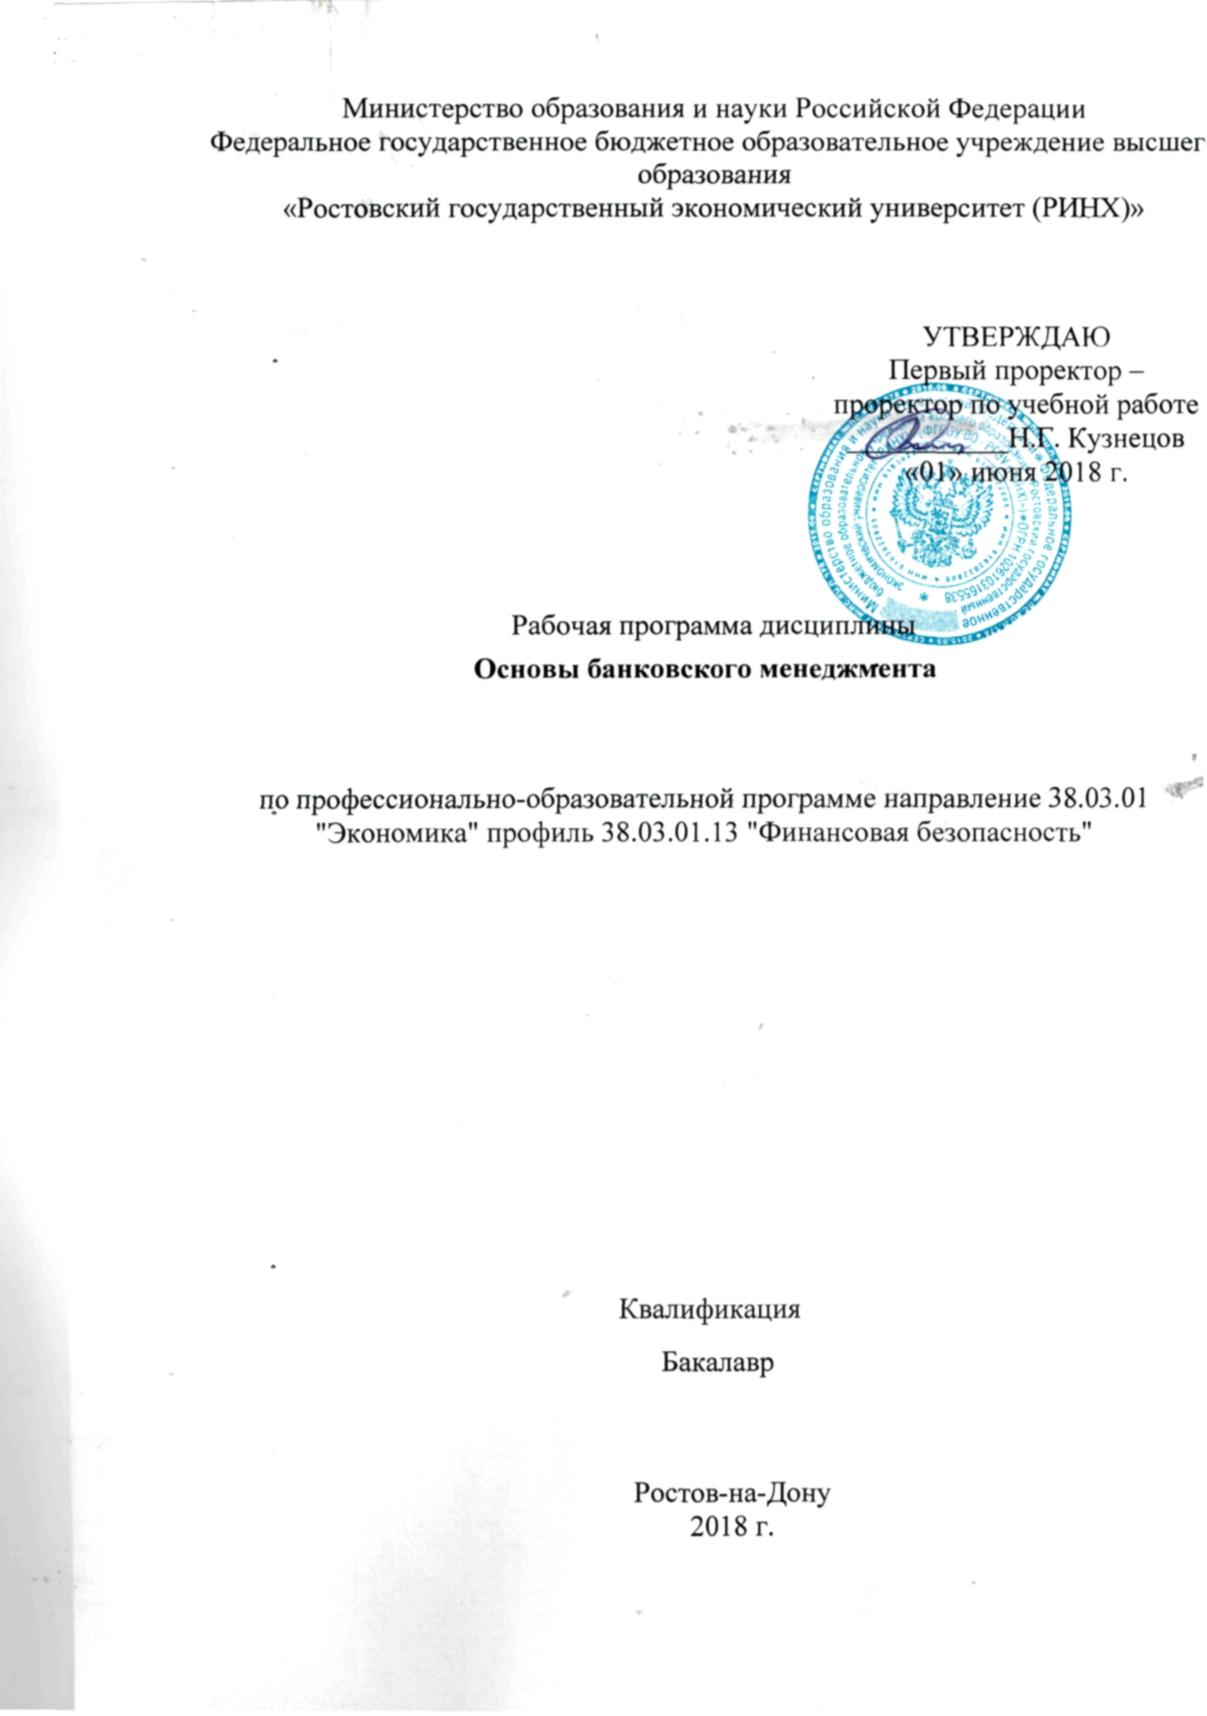 Министерство образования и науки Российской Федерации
Федеральное государственное бюджетное образовательное учреждение высшег
образования
«Ростовский государственный экономический университет (РИНХ)»
УТВЕРЖДАЮ
Первый проректор –
проректор по учебной работе
Н.Г. Кузнецов
«01» июня 2018 г.
Рабочая программа дисциплины
Основы банковского менеджмента
по профессионально-образовательной программе направление 38.03.01
"Экономика" профиль 38.03.01.13 "Финансовая безопасность"
Квалификация
Бакалавр
Ростов-на-Дону
2018 г.